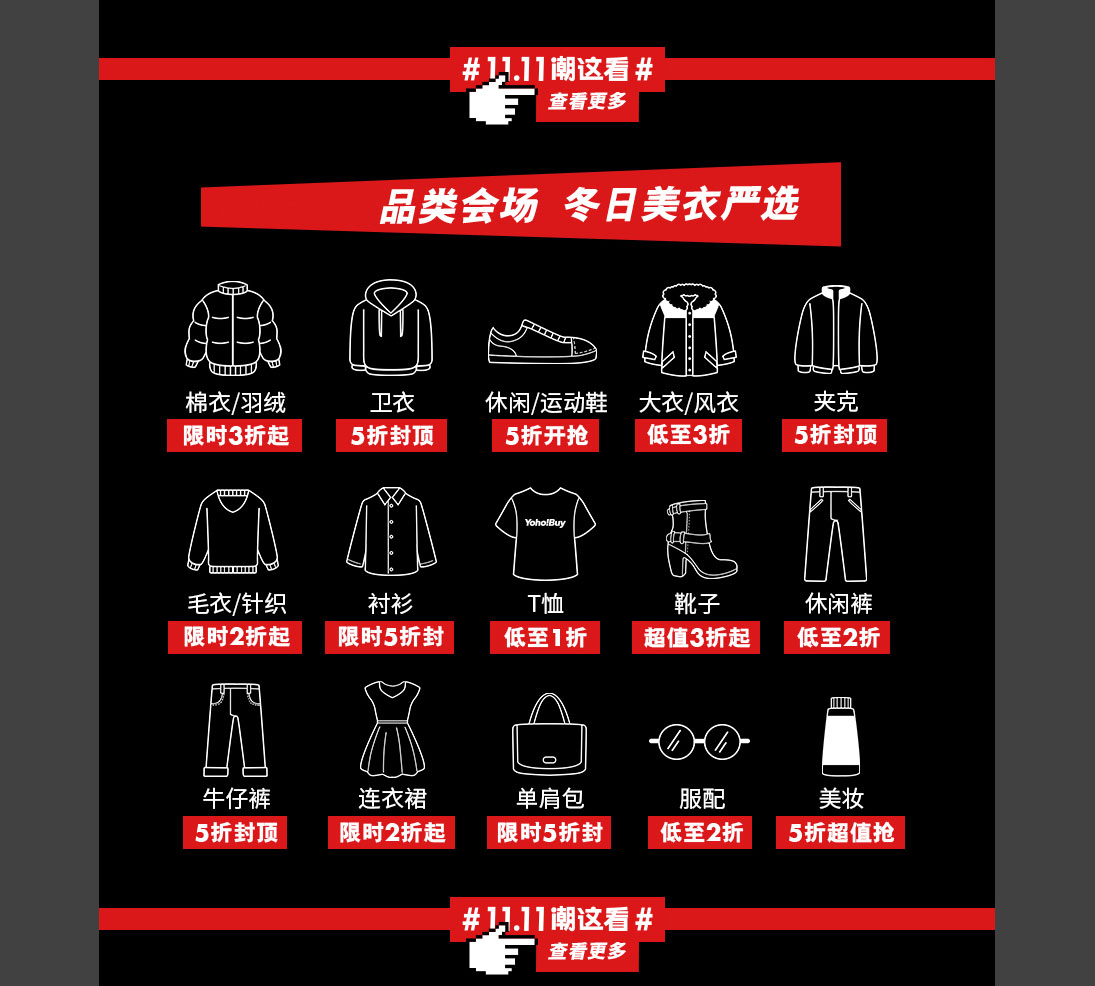 #11.11潮这看#
查看更多
品类会场 冬日美衣严选
棉衣/羽绒
限时3折起
卫衣
5折封顶
休闲/运动鞋
5折开抢
大衣/风衣
低至3折
夹克
5折封顶
毛衣/针织
限时2折起
衬衫
限时5折封
Yoho!Buy
T恤
低至1折
靴子
超值3折起
休闲裤
低至2折
牛仔裤
5折封顶
连衣裙
限时2折起
单肩包
限时5折封
服配
低至2折
美妆
5折超值抢
#11.11潮这看#
查看更多